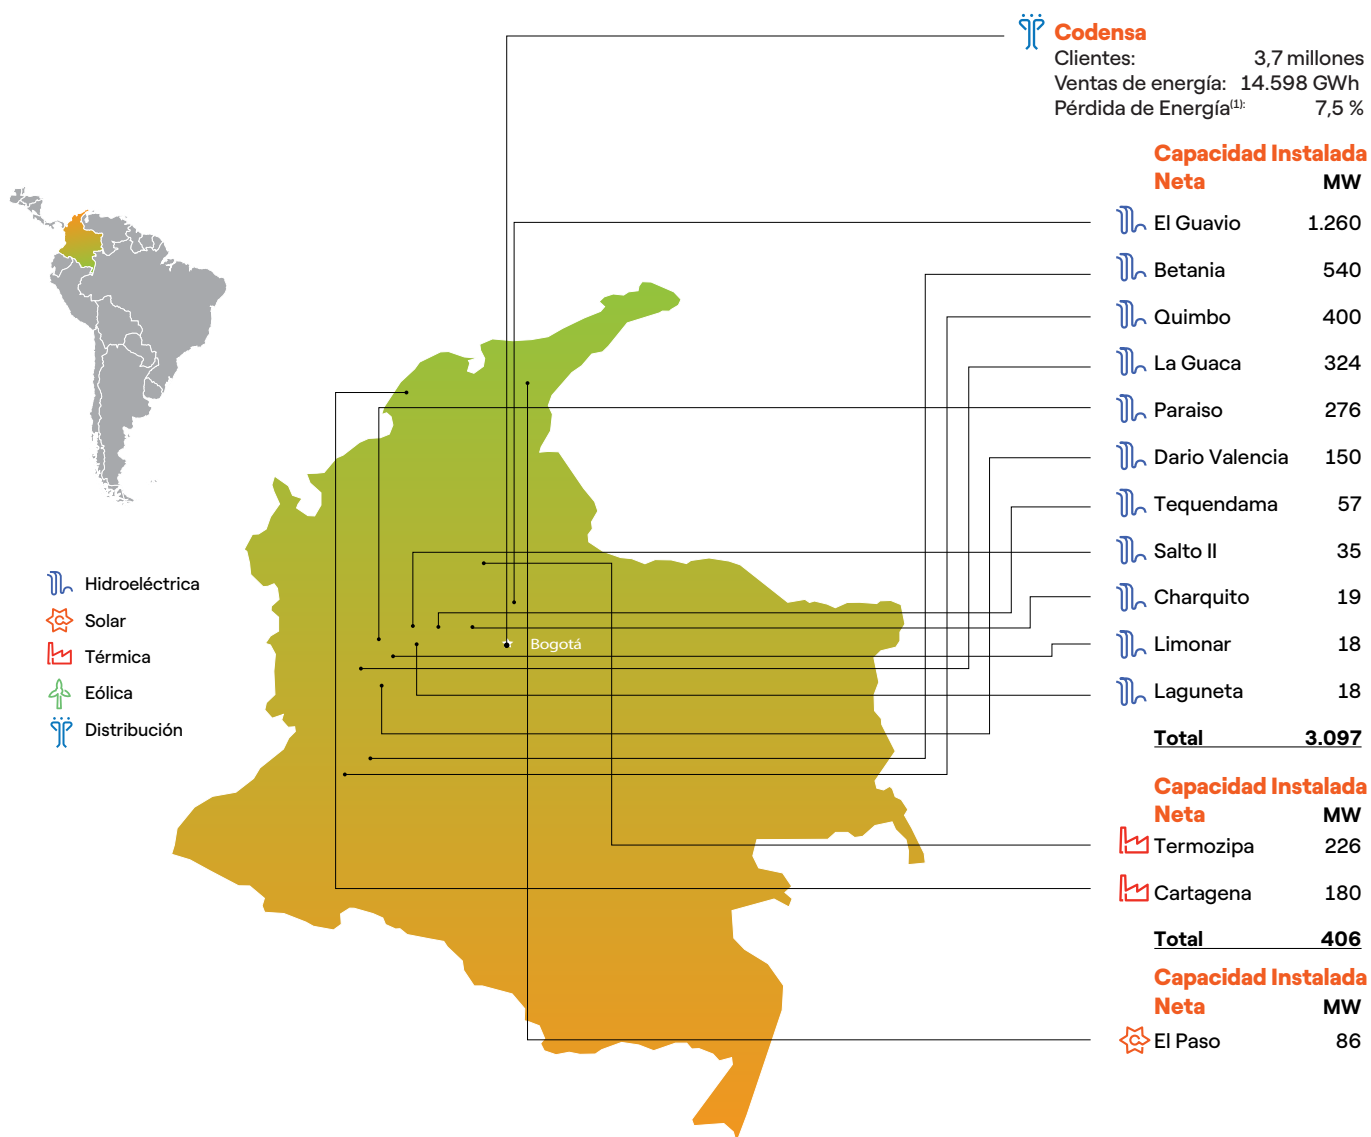 Codensa
Clientes: 3,7 millones
Ventas de energía: 14.598 GWh
Pérdida de Energía(1): 7,5 %
Capacidad Instalada
Neta MW
El Guavio 1.260
Betania 540
Quimbo 400
La Guaca 324
Paraiso 276
Dario Valencia 150
Tequendama 57
Salto II 35
Charquito 19
Limonar 18
Laguneta 18
Total 3.097
Capacidad Instalada
Neta MW
Termozipa 226
Cartagena 180
Total 406
Capacidad Instalada
Neta MW
El Paso 86
Bogotá
Hidroeléctrica
Solar
Térmica
Eólica
Distribución